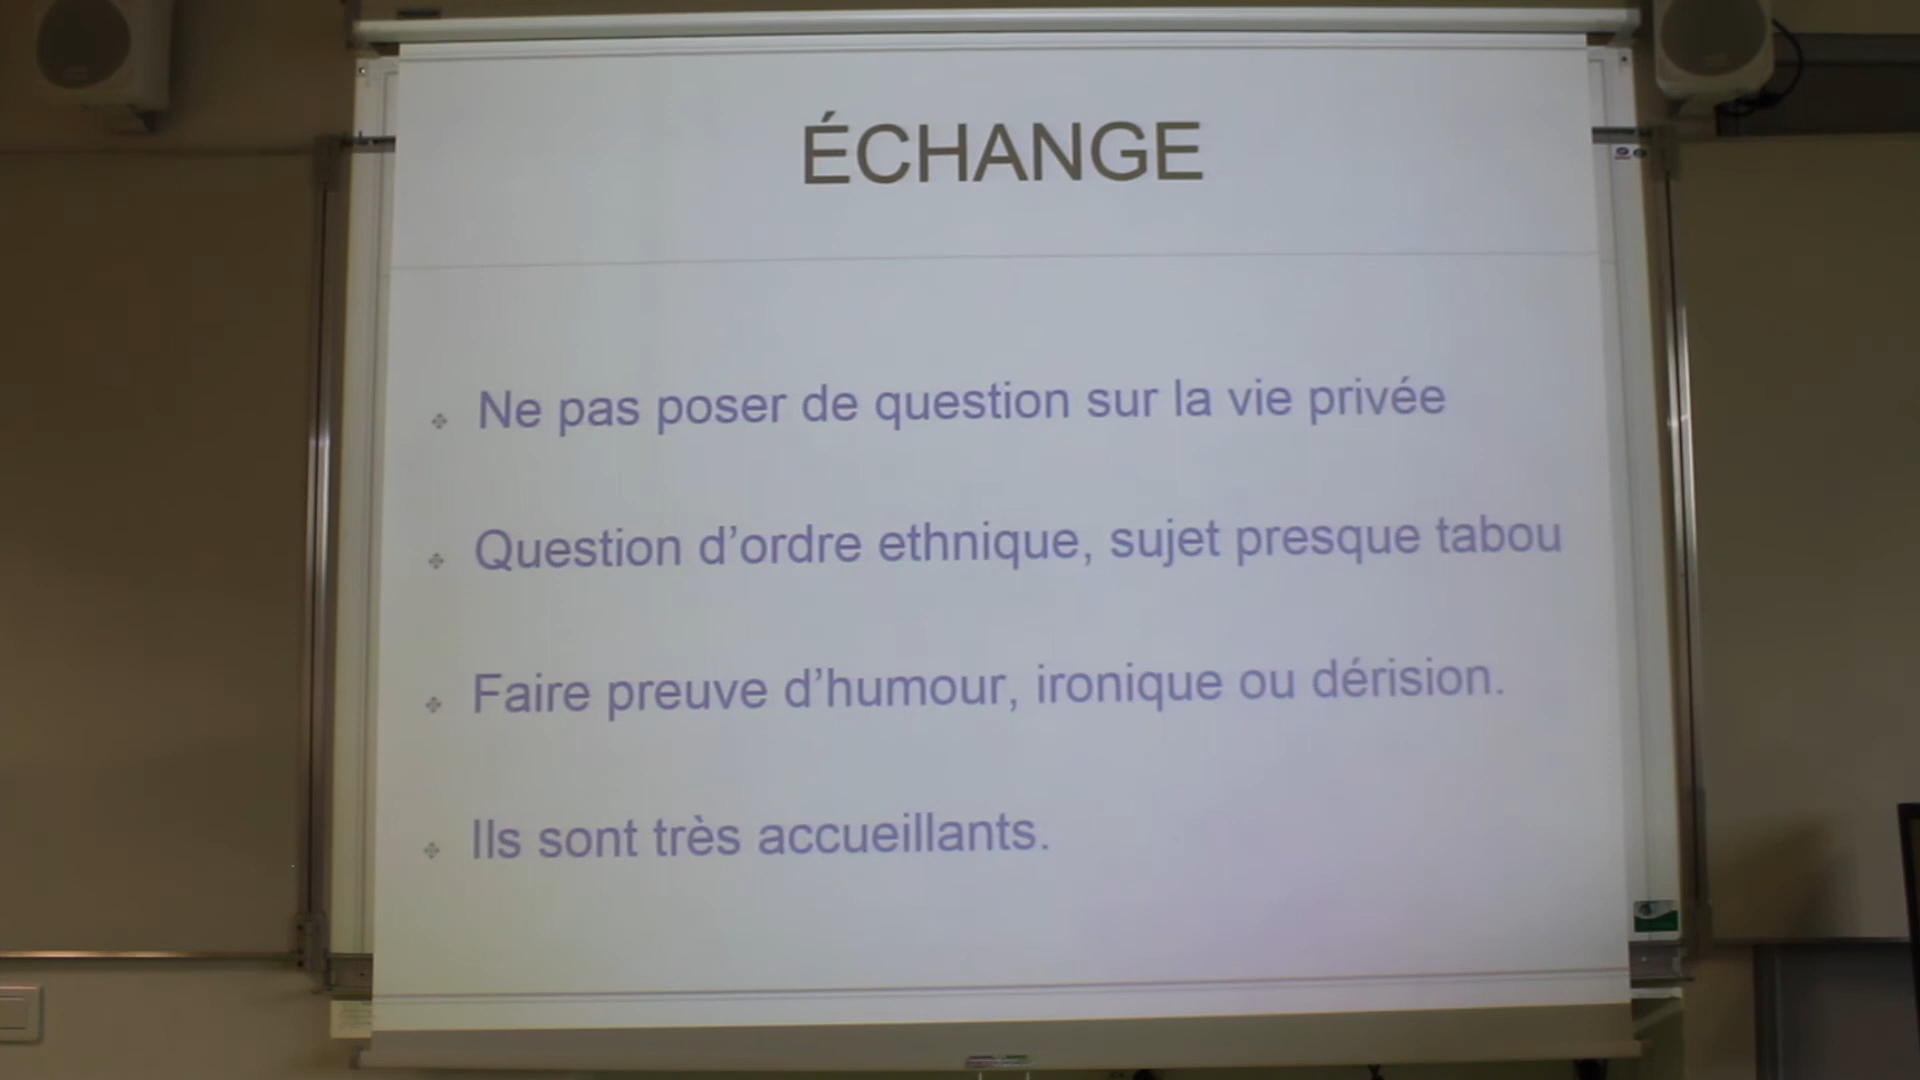 ÉCHANGE
Ne pas poser de question sur la vie privée
Question d’ordre ethnique, sujet presque tabou
Faire preuve d’humour, ironique ou dérision.
Ils sont très accueillants.